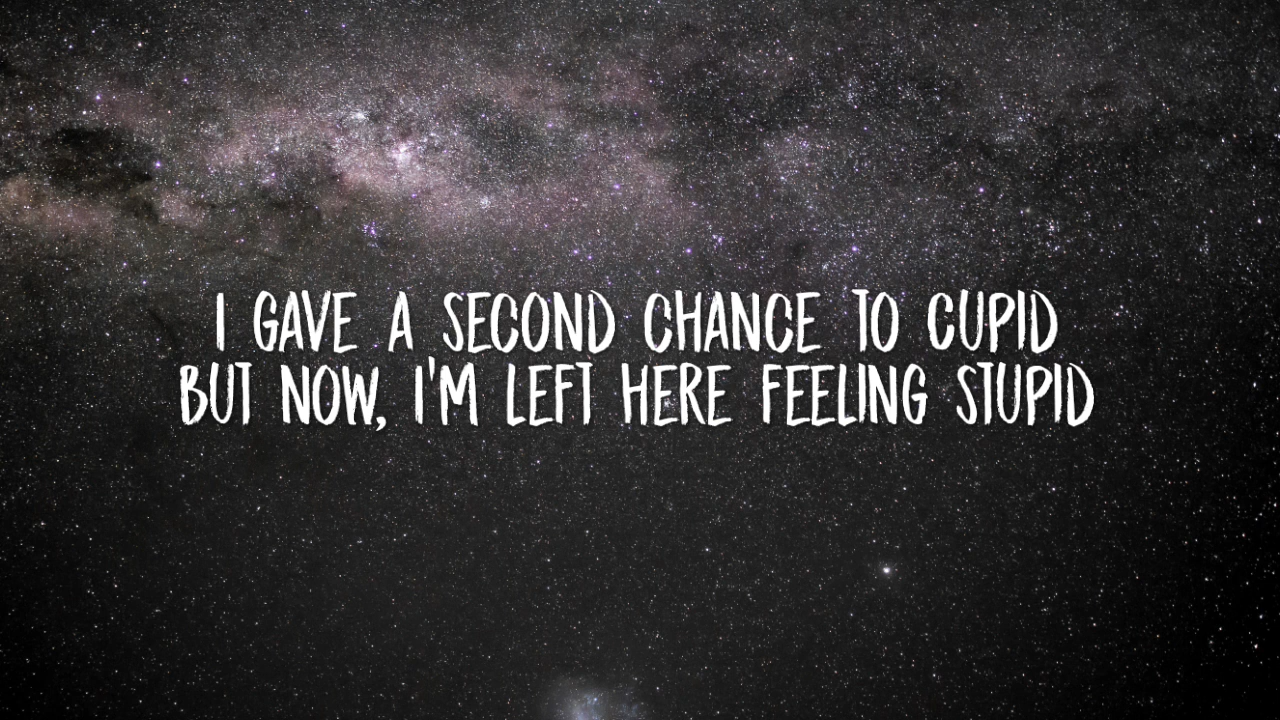 I GAVE A SECOND CHANCE TO CUPID
BUT NOW, I'M LEFT HERE FEELING STUPID